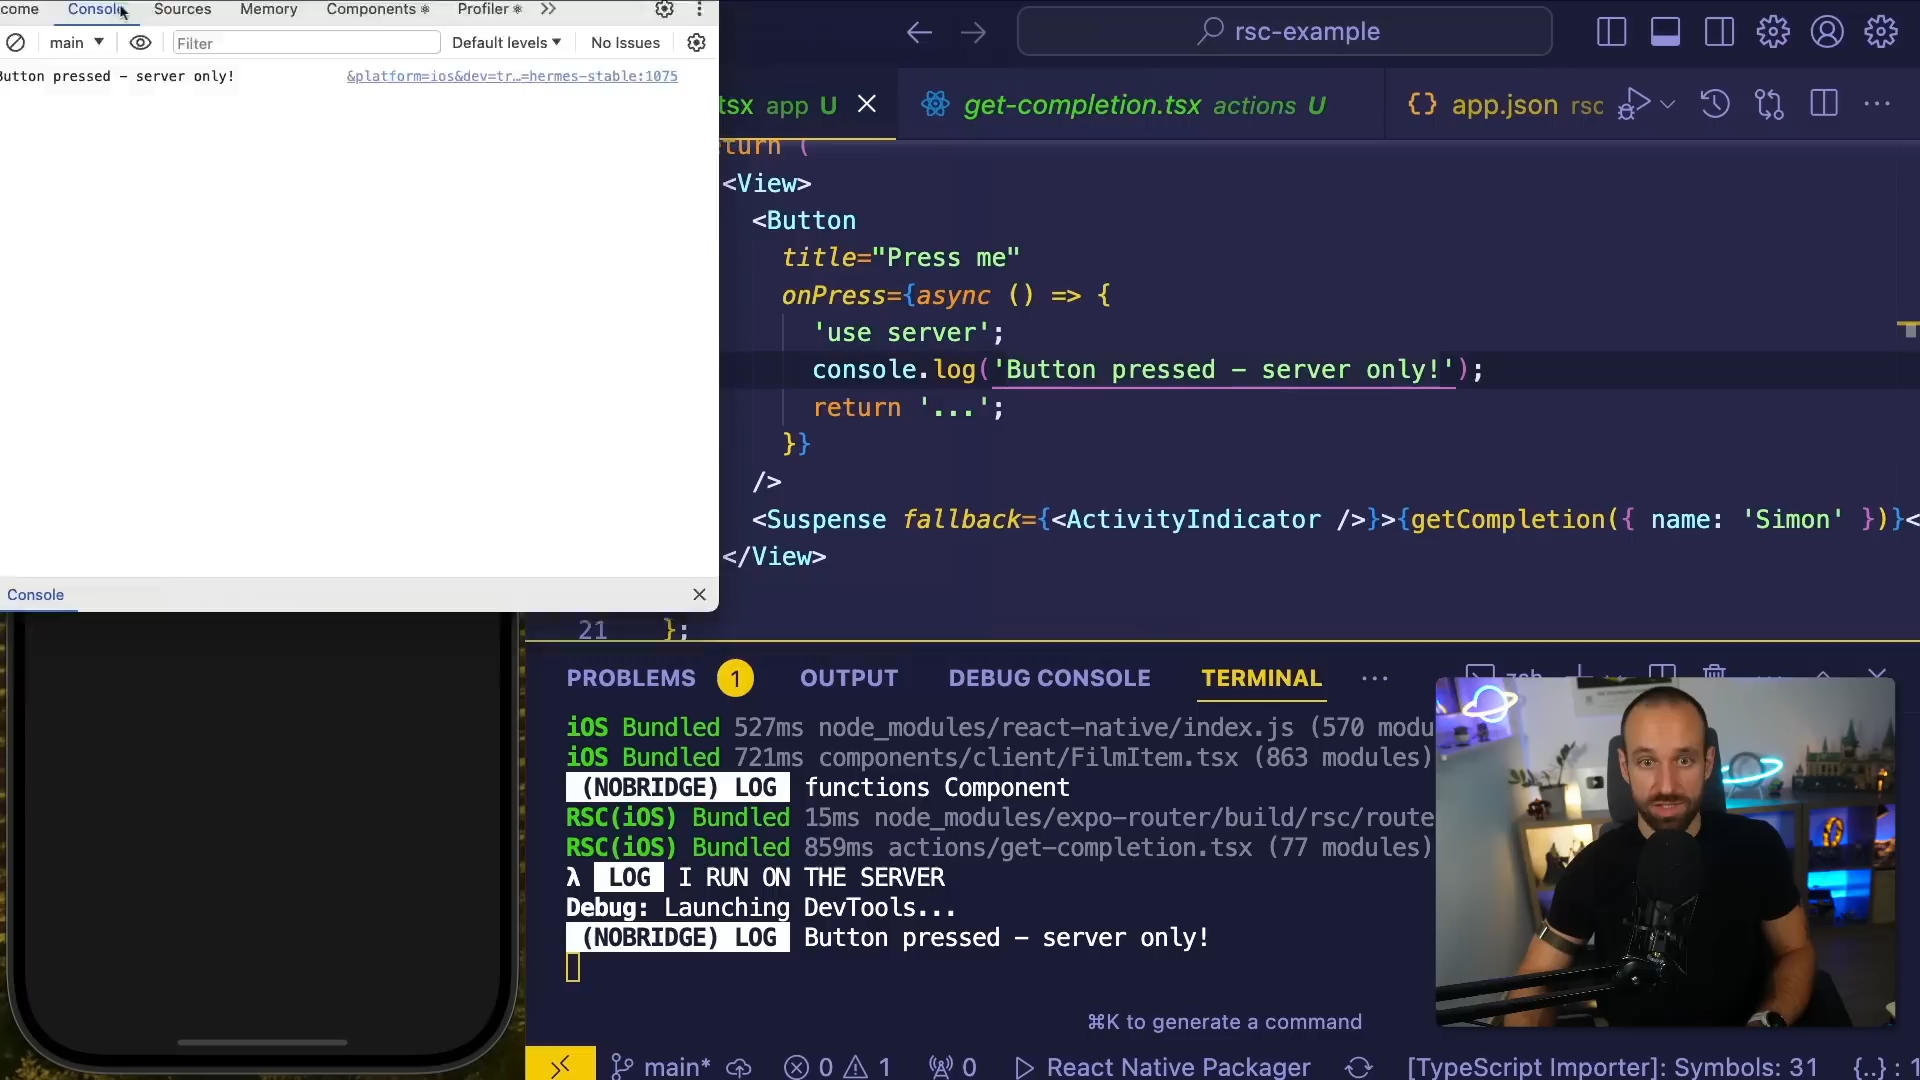 come Console Sources Memory Components Profiler
main Filter Default levels No Issues
Button pressed – server only! &platform=ios&dev=tr…=hermes-stable:1075
Console
rsc-example
tsx app U get-completion.tsx actions U {} app.json rsc
turn (
<View>
<Button
title="Press me"
onPress={async () => {
'use server';
console.log('Button pressed – server only!');
return '...';
}}
/>
<Suspense fallback={<ActivityIndicator />}>{getCompletion({ name: 'Simon' })}<
</View>
21 };
PROBLEMS 1 OUTPUT DEBUG CONSOLE TERMINAL ···
iOS Bundled 527ms node_modules/react-native/index.js (570 modu
iOS Bundled 721ms components/client/FilmItem.tsx (863 modules)
(NOBRIDGE) LOG functions Component
RSC(iOS) Bundled 15ms node_modules/expo-router/build/rsc/route
RSC(iOS) Bundled 859ms actions/get-completion.tsx (77 modules)
λ LOG I RUN ON THE SERVER
Debug: Launching DevTools...
(NOBRIDGE) LOG Button pressed – server only!
⌘K to generate a command
main* 0 1 0 React Native Packager [TypeScript Importer]: Symbols: 31 {..} : 1